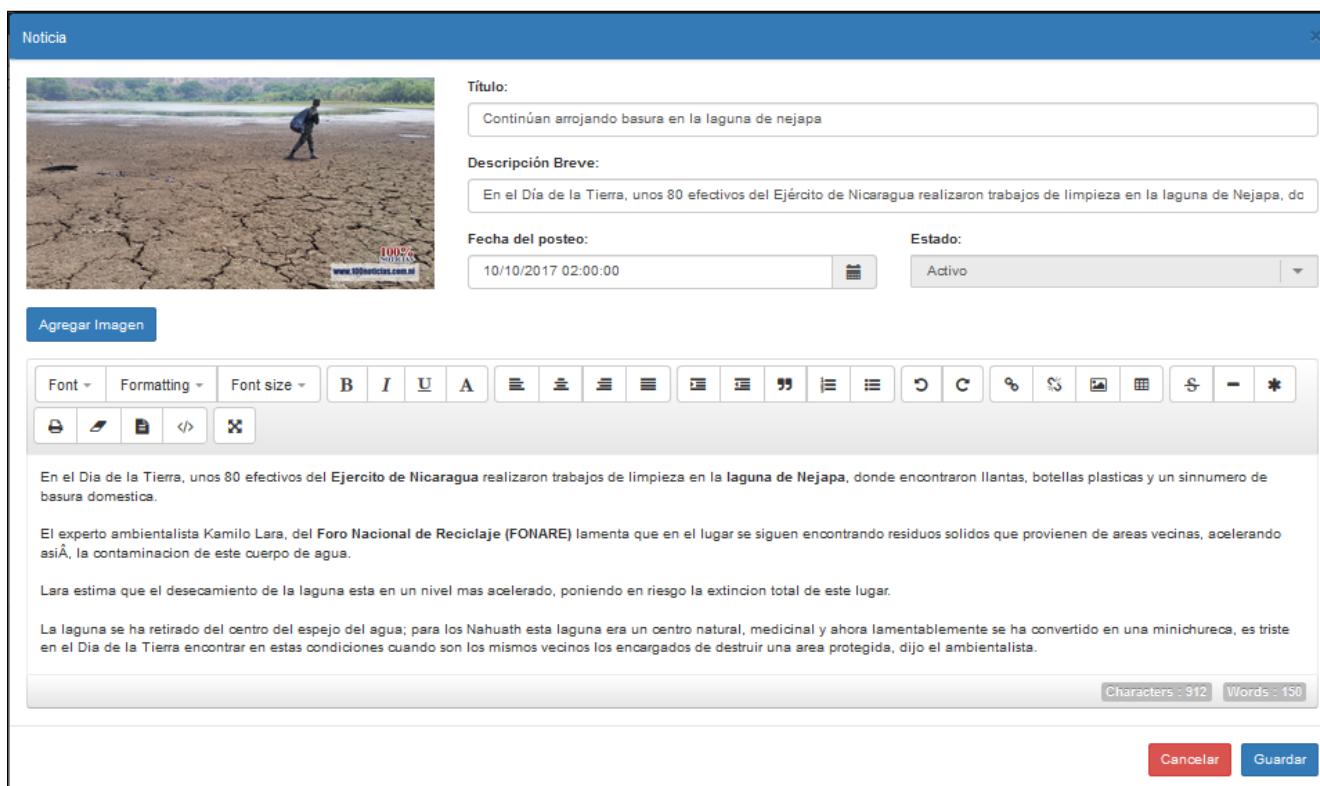 Noticia
×
100%
NOTICIAS
www.100noticias.com.ni
Título:
Continúan arrojando basura en la laguna de nejapa
Descripción Breve:
En el Día de la Tierra, unos 80 efectivos del Ejército de Nicaragua realizaron trabajos de limpieza en la laguna de Nejapa, do
Fecha del posteo:
Estado:
10/10/2017 02:00:00
Activo
Agregar Imagen
Font
Formatting
Font size
B
I
U
A
S
En el Dia de la Tierra, unos 80 efectivos del Ejercito de Nicaragua realizaron trabajos de limpieza en la laguna de Nejapa, donde encontraron llantas, botellas plasticas y un sinnumero de
basura domestica.
El experto ambientalista Kamilo Lara, del Foro Nacional de Reciclaje (FONARE) lamenta que en el lugar se siguen encontrando residuos solidos que provienen de areas vecinas, acelerando
asiÂ, la contaminacion de este cuerpo de agua.
Lara estima que el desecamiento de la laguna esta en un nivel mas acelerado, poniendo en riesgo la extincion total de este lugar.
La laguna se ha retirado del centro del espejo del agua; para los Nahuath esta laguna era un centro natural, medicinal y ahora lamentablemente se ha convertido en una minichureca, es triste
en el Dia de la Tierra encontrar en estas condiciones cuando son los mismos vecinos los encargados de destruir una area protegida, dijo el ambientalista.
Characters : 912
Words : 150
Cancelar
Guardar